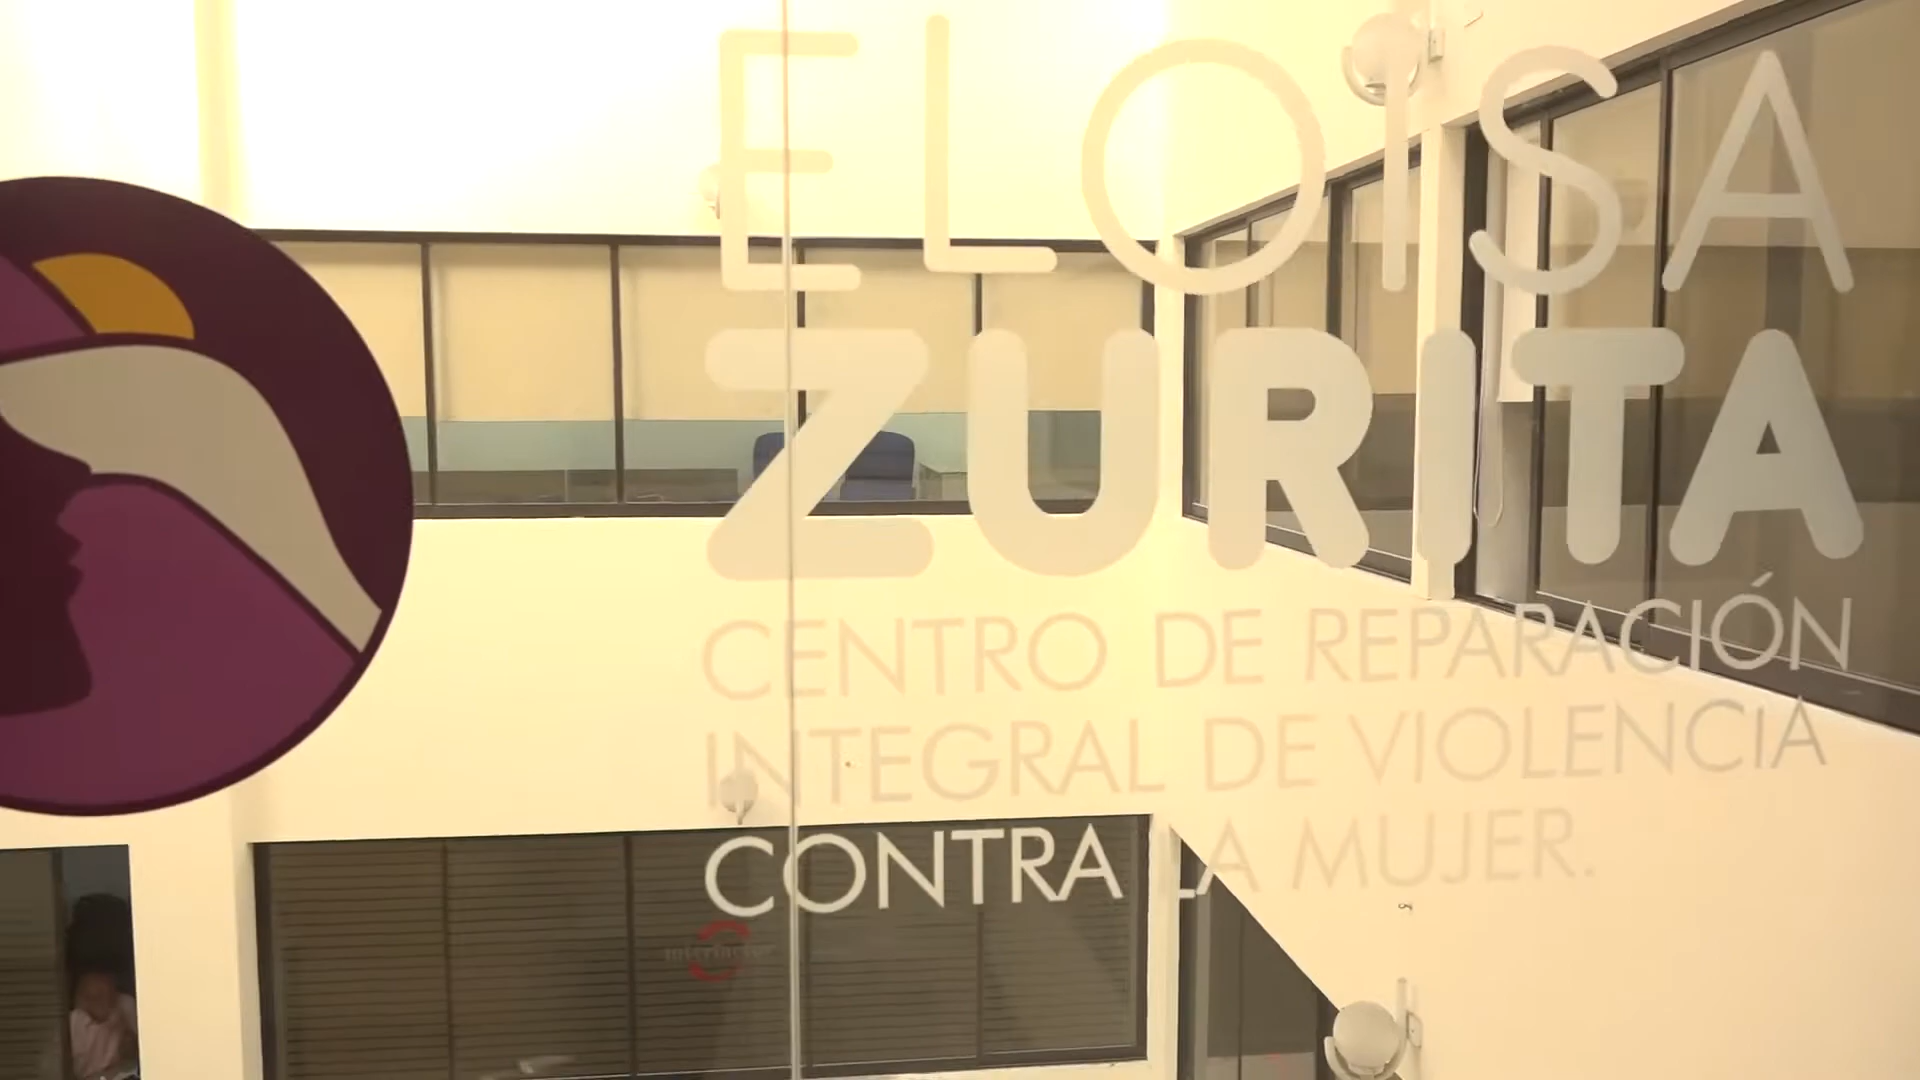 ELOISA
ZURITA
CENTRO DE REPARACIÓN
INTEGRAL DE VIOLENCIA
CONTRA LA MUJER.